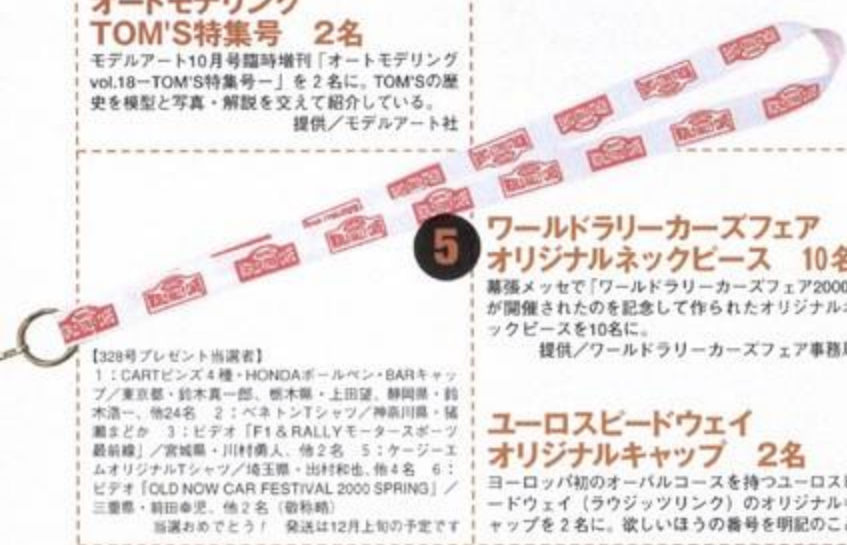 オートモデリング
TOM'S特集号 2名
モデルアート10月号臨時増刊「オートモデリング
vol.18ーTOM'S特集号ー」を2名に。TOM'Sの歴
史を模型と写真・解説を交えて紹介している。
提供／モデルアート社
5
ワールドラリーカーズフェア
オリジナルネックピース 10名
幕張メッセで「ワールドラリーカーズフェア2000
が開催されたのを記念して作られたオリジナルネ
ックピースを10名に。
提供／ワールドラリーカーズフェア事務局
【328号プレゼント当選者】
1：CARTピンズ4種・HONDAボールペン・BARキャッ
プ／東京都・鈴木真一郎、栃木県・上田望、静岡県・鈴
木浩一、他24名 2：ベネトンTシャツ／神奈川県・猪
瀬まどか 3：ビデオ「F1＆RALLYモータースポーツ
最前線」／宮城県・川村勇人、他2名 5：ケージーエ
ムオリジナルTシャツ／埼玉県・出村和也、他4名 6：
ビデオ「OLD NOW CAR FESTIVAL 2000 SPRING」／
三重県・前田幸児、他2名（敬称略）
当選おめでとう！ 発送は12月上旬の予定です
ユーロスピードウェイ
オリジナルキャップ 2名
ヨーロッパ初のオーバルコースを持つユーロスピ
ードウェイ（ラウジッツリンク）のオリジナルキ
ャップを2名に。欲しいほうの番号を明記のこと